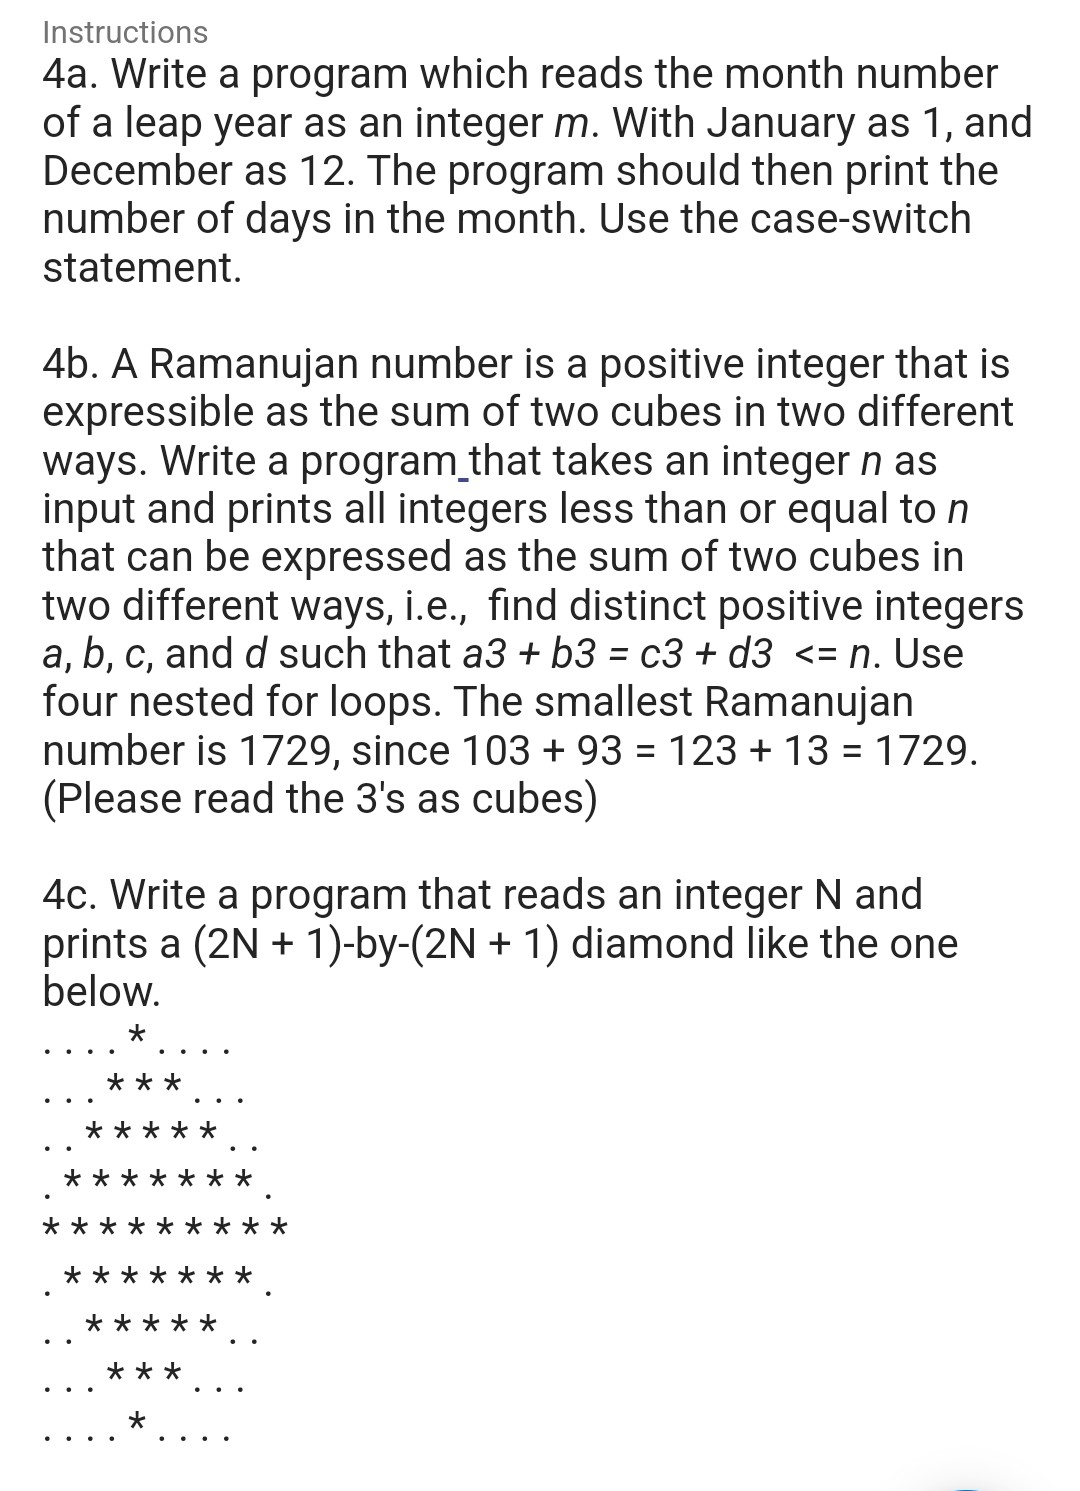 Instructions
4a. Write a program which reads the month number
of a leap year as an integer m. With January as 1, and
December as 12. The program should then print the
number of days in the month. Use the case-switch
statement.
4b. A Ramanujan number is a positive integer that is
expressible as the sum of two cubes in two different
ways. Write a program that takes an integer n as
input and prints all integers less than or equal to n
that can be expressed as the sum of two cubes in
two different ways, i.e.,  find distinct positive integers
a, b, c, and d such that a3 + b3 = c3 + d3  <= n. Use
four nested for loops. The smallest Ramanujan
number is 1729, since 103 + 93 = 123 + 13 = 1729.
(Please read the 3's as cubes)
4c. Write a program that reads an integer N and
prints a (2N + 1)-by-(2N + 1) diamond like the one
below.
. . . . * . . . .
. . . * * * . . .
. . * * * * * . .
. * * * * * * * .
* * * * * * * * *
. * * * * * * * .
. . * * * * * . .
. . . * * * . . .
. . . . * . . . .